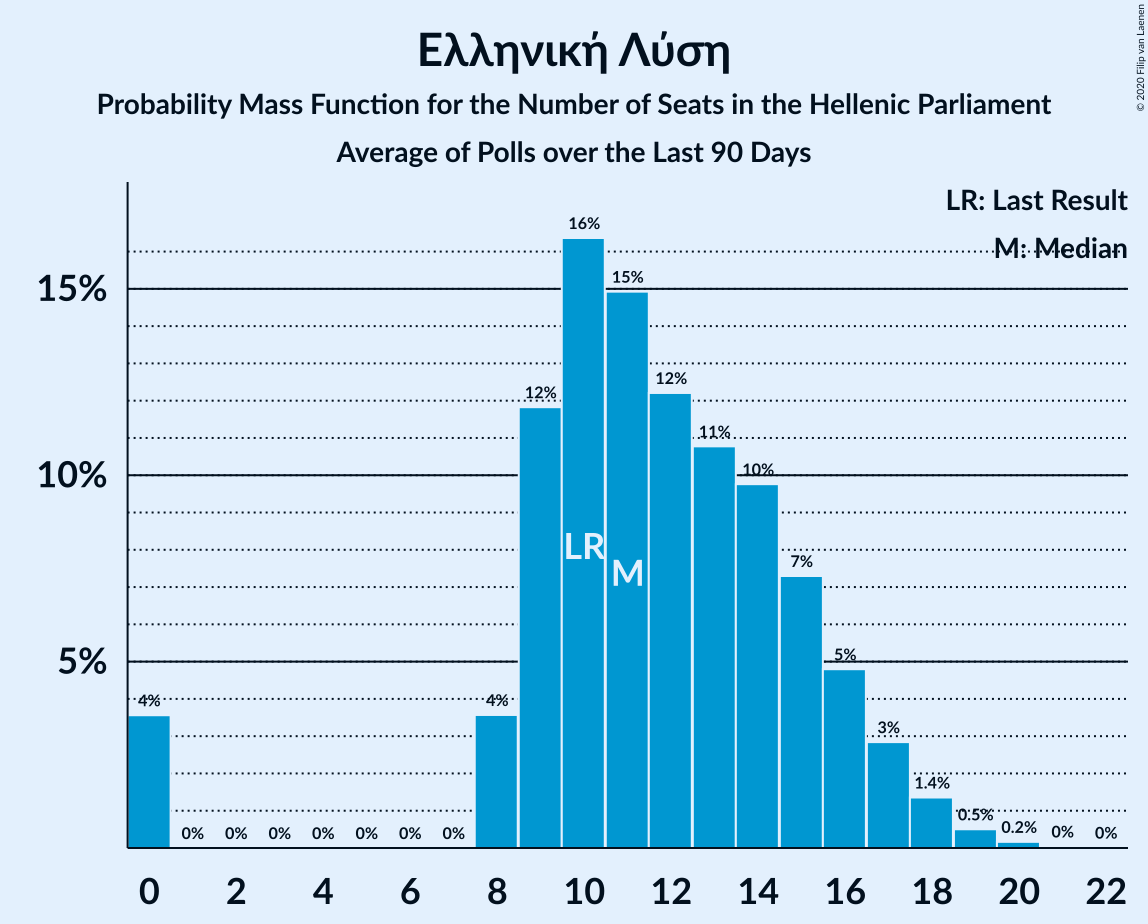 Ελληνική Λύση
Probability Mass Function for the Number of Seats in the Hellenic Parliament
Average of Polls over the Last 90 Days
© 2020 Filip van Laenen
LR: Last Result
M: Median
15%
10%
5%
4%
0%
0%
0%
0%
0%
0%
0%
4%
12%
16%
15%
12%
11%
10%
7%
5%
3%
1.4%
0.5%
0.2%
0%
0%
LR
M
0 2 4 6 8 10 12 14 16 18 20 22